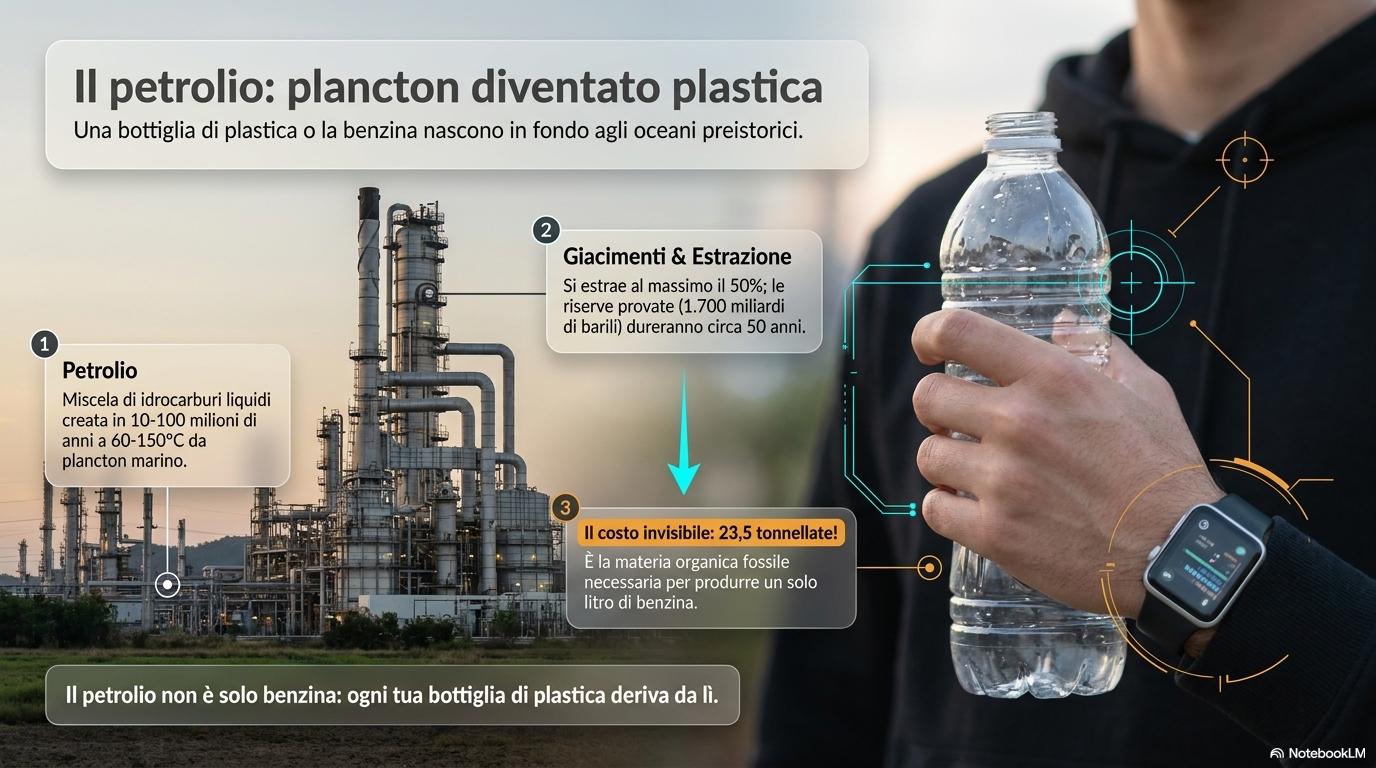 Il petrolio: plancton diventato plastica
Una bottiglia di plastica o la benzina nascono in fondo agli oceani preistorici.
1
Petrolio
Miscela di idrocarburi liquidi
creata in 10-100 milioni di
anni a 60-150°C da
plancton marino.
2
Giacimenti & Estrazione
Si estrae al massimo il 50%; le
riserve provate (1.700 miliardi
di barili) dureranno circa 50 anni.
3
Il costo invisibile: 23,5 tonnellate!
È la materia organica fossile
necessaria per produrre un solo
litro di benzina.
Il petrolio non è solo benzina: ogni tua bottiglia di plastica deriva da lì.
NotebookLM